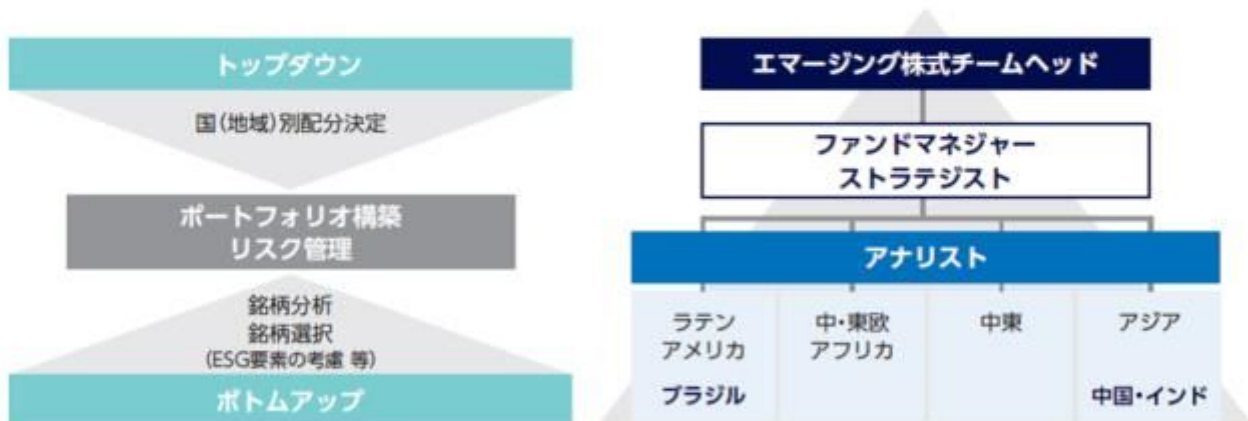 トップダウン
国(地域)別配分決定
ポートフォリオ構築
リスク管理
銘柄分析
銘柄選択
(ESG要素の考慮 等)
ボトムアップ
エマージング株式チームヘッド
ファンドマネジャー
ストラテジスト
アナリスト
ラテン
アメリカ
ブラジル
中・東欧
アフリカ
中東
アジア
中国・インド